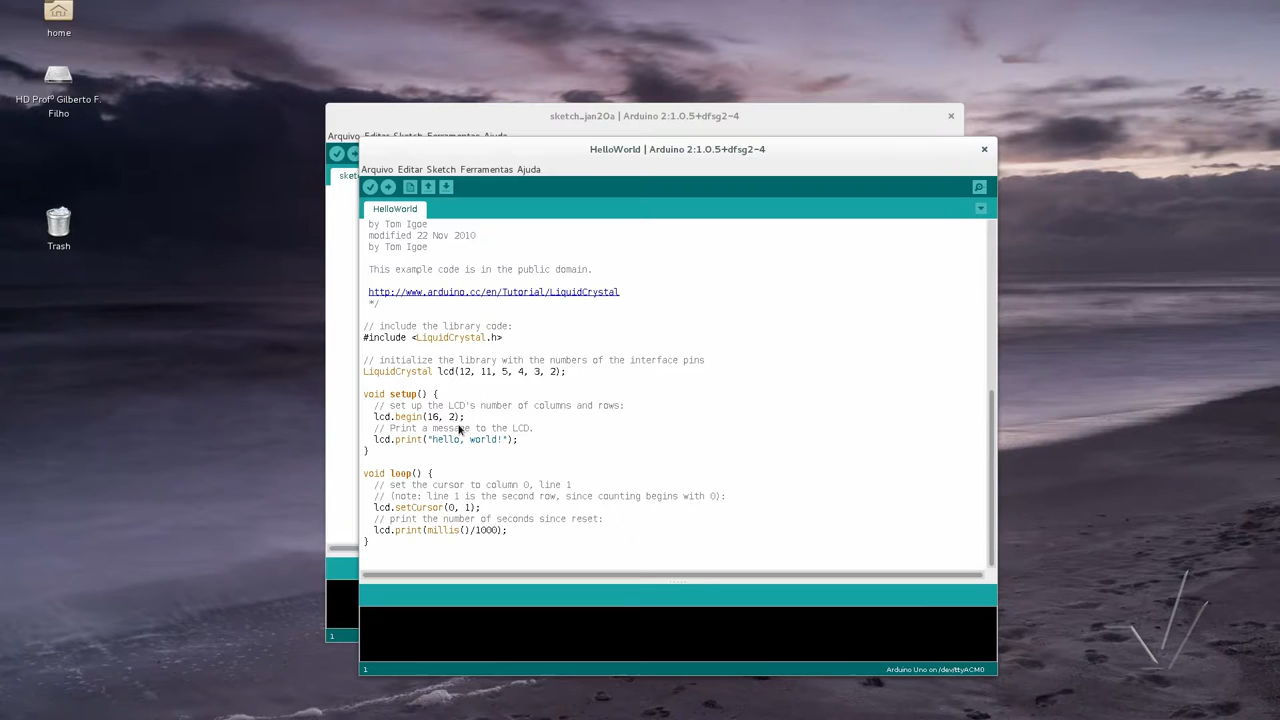 home
HD Profº Gilberto F.
Filho
Trash
sketch_jan20a | Arduino 2:1.0.5+dfsg2-4
Arquivo Editar Sketch Ferramentas Ajuda
HelloWorld | Arduino 2:1.0.5+dfsg2-4
Arquivo Editar Sketch Ferramentas Ajuda
HelloWorld
by Tom Igoe
modified 22 Nov 2010
by Tom Igoe
This example code is in the public domain.
http://www.arduino.cc/en/Tutorial/LiquidCrystal
*/
// include the library code:
#include <LiquidCrystal.h>
// initialize the library with the numbers of the interface pins
LiquidCrystal lcd(12, 11, 5, 4, 3, 2);
void setup() {
// set up the LCD's number of columns and rows:
lcd.begin(16, 2);
// Print a message to the LCD.
lcd.print("hello, world!");
}
void loop() {
// set the cursor to column 0, line 1
// (note: line 1 is the second row, since counting begins with 0):
lcd.setCursor(0, 1);
// print the number of seconds since reset:
lcd.print(millis()/1000);
}
1
1
Arduino Uno on /dev/ttyACM0